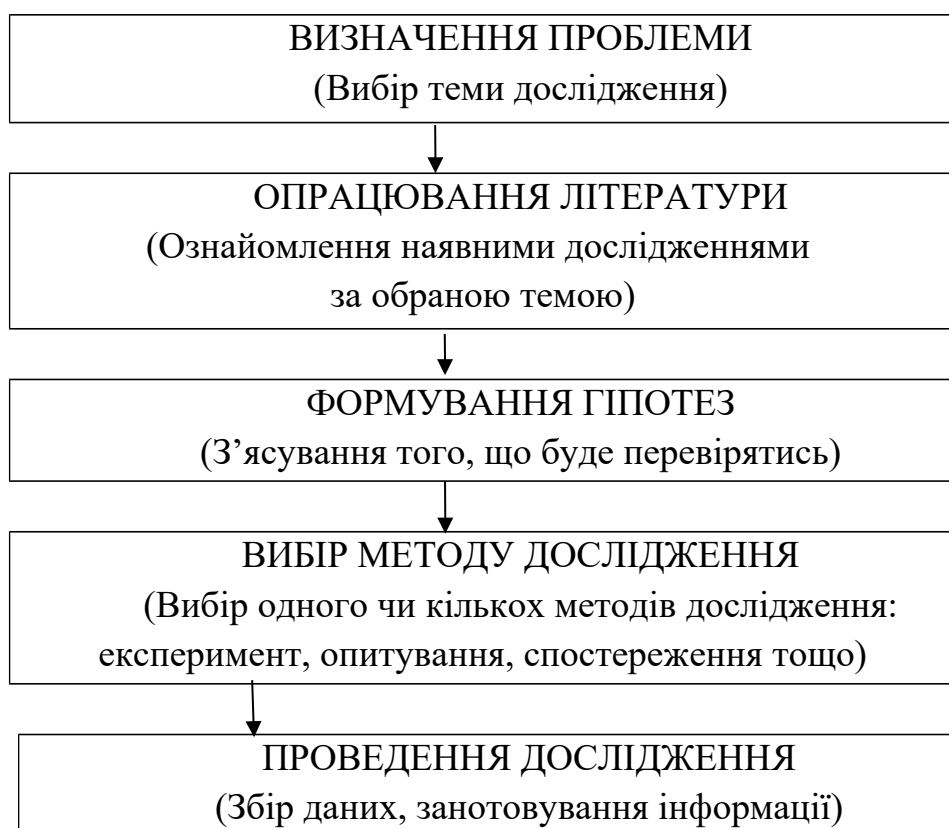 ВИЗНАЧЕННЯ ПРОБЛЕМИ
(Вибір теми дослідження)
ОПРАЦЮВАННЯ ЛІТЕРАТУРИ
(Ознайомлення наявними дослідженнями
за обраною темою)
ФОРМУВАННЯ ГІПОТЕЗ
(З’ясування того, що буде перевірятись)
ВИБІР МЕТОДУ ДОСЛІДЖЕННЯ
(Вибір одного чи кількох методів дослідження:
експеримент, опитування, спостереження тощо)
ПРОВЕДЕННЯ ДОСЛІДЖЕННЯ
(Збір даних, занотовування інформації)